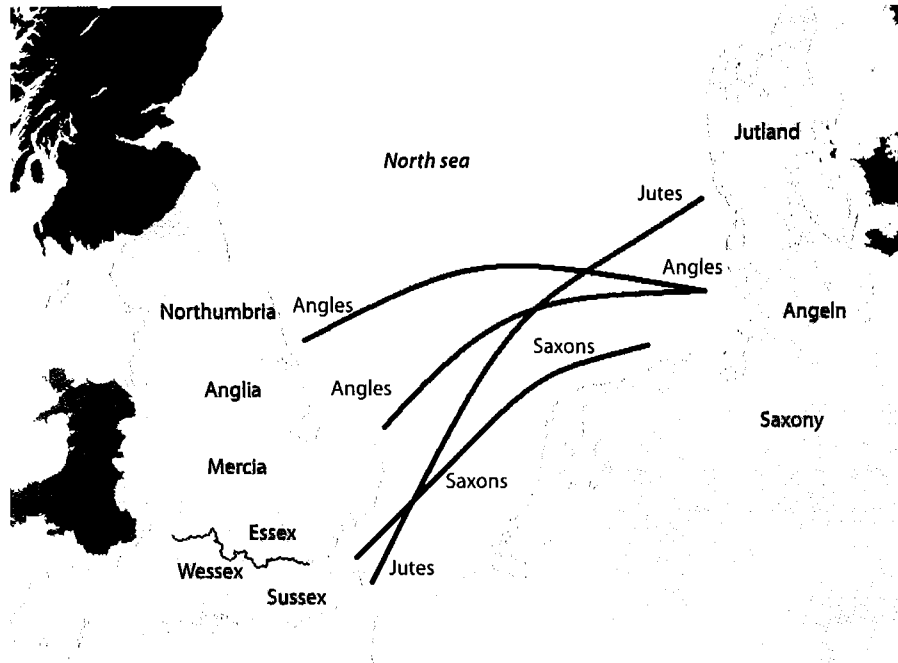 Jutland
North sea
Jutes
Angles
Northumbria
Angles
Angeln
Saxons
Anglia
Angles
Saxony
Mercia
Saxons
Essex
Wessex
Jutes
Sussex